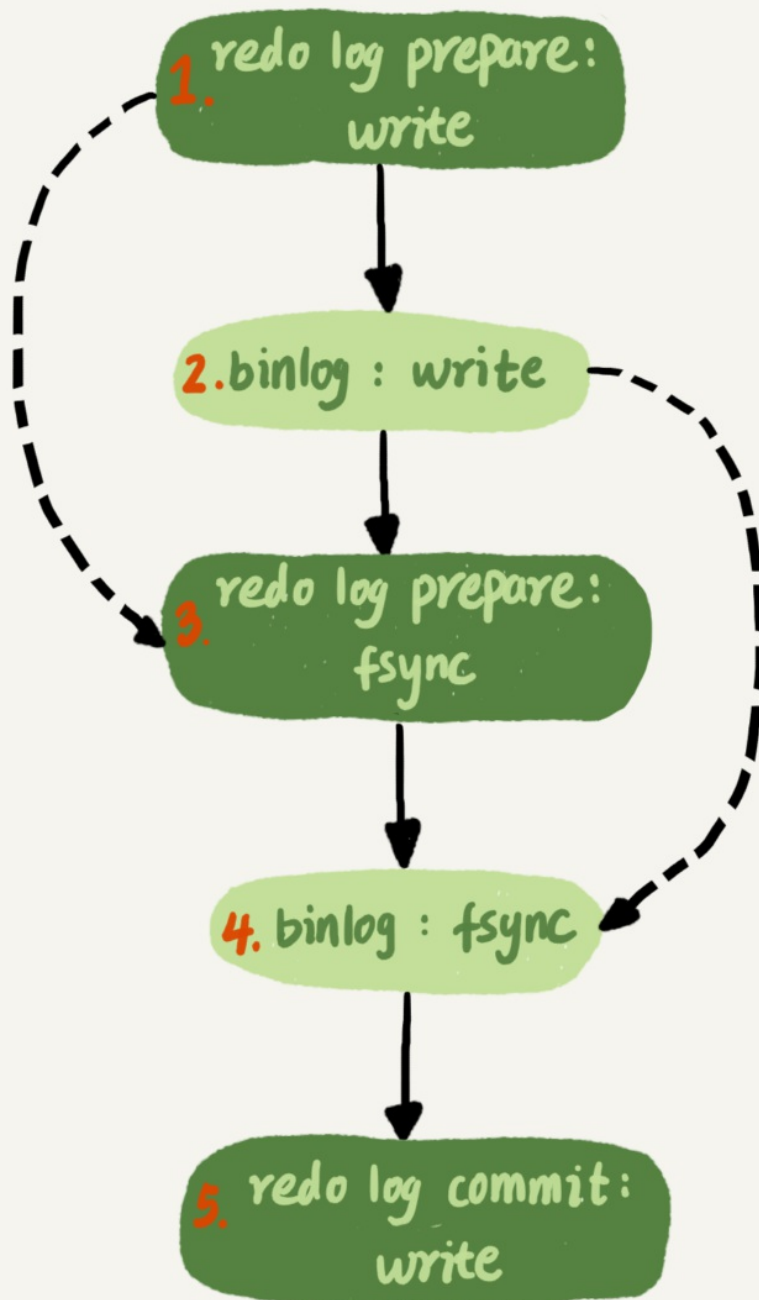 1. redo log prepare:
write
2. binlog : write
3. redo log prepare:
fsync
4. binlog : fsync
5. redo log commit:
write